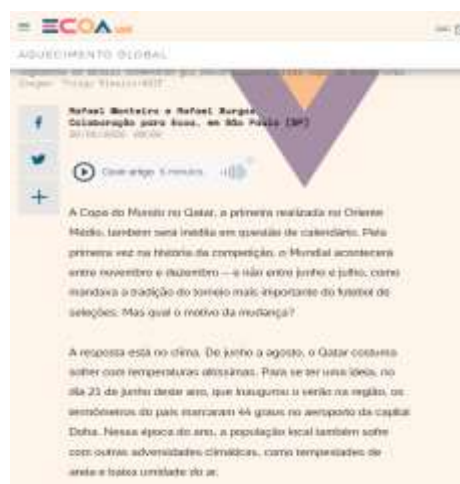 ECOA
AQUECIMENTO GLOBAL
Rafael Monteiro e Rafael Burgos
Colaboração para Ecoa, em São Paulo (SP)
Ouvir artigo 5 minutos
A Copa do Mundo no Qatar, a primeira realizada no Oriente
Médio, também será inédita em questão de calendário. Pela
primeira vez na história da competição, o Mundial acontecerá
entre novembro e dezembro — e não entre junho e julho, como
mandava a tradição do torneio mais importante do futebol de
seleções. Mas qual o motivo da mudança?
A resposta está no clima. De junho a agosto, o Qatar costuma
sofrer com temperaturas altíssimas. Para se ter uma ideia, no
dia 21 de junho deste ano, que inaugurou o verão na região, os
termômetros do país marcaram 44 graus no aeroporto da capital
Doha. Nessa época do ano, a população local também sofre
com outras adversidades climáticas, como tempestades de
areia e baixa umidade do ar.